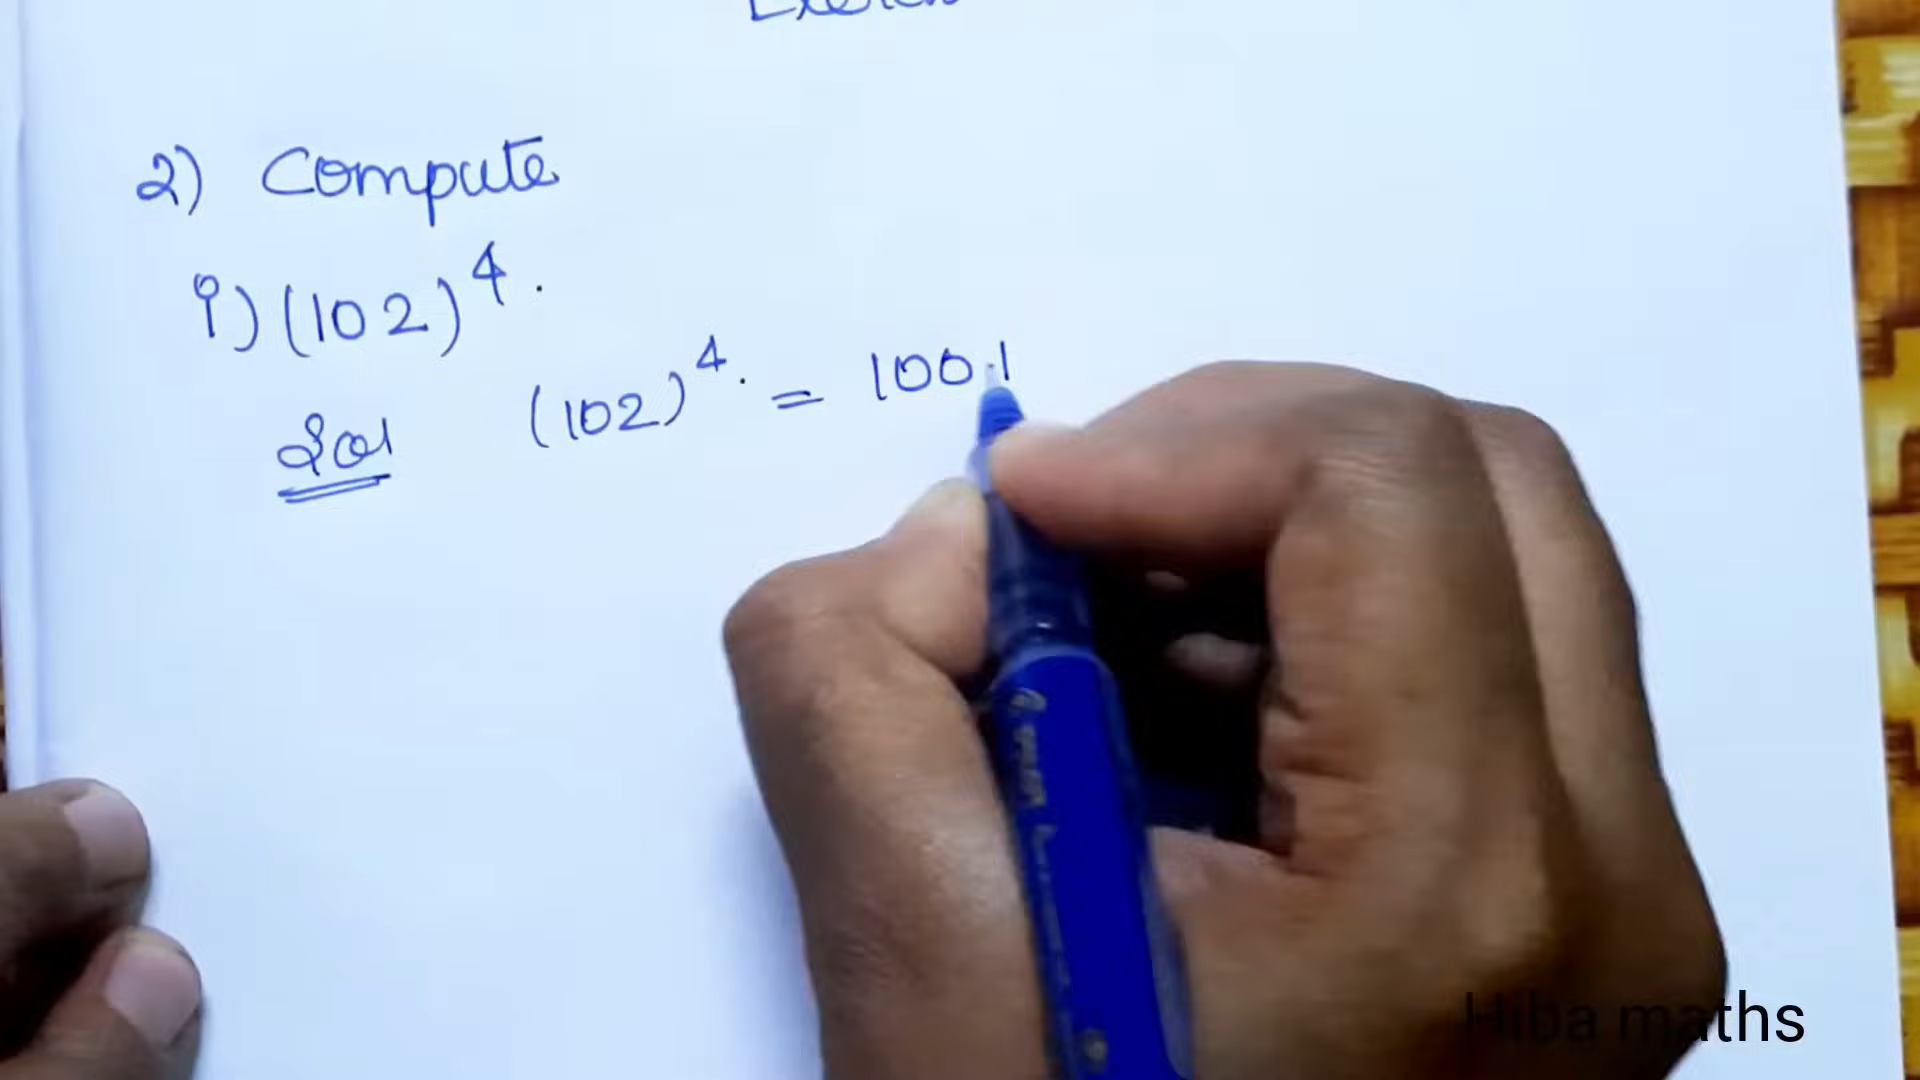 2) Compute
i) (102)^4.
Sol (102)^4. = 100
Hiba maths